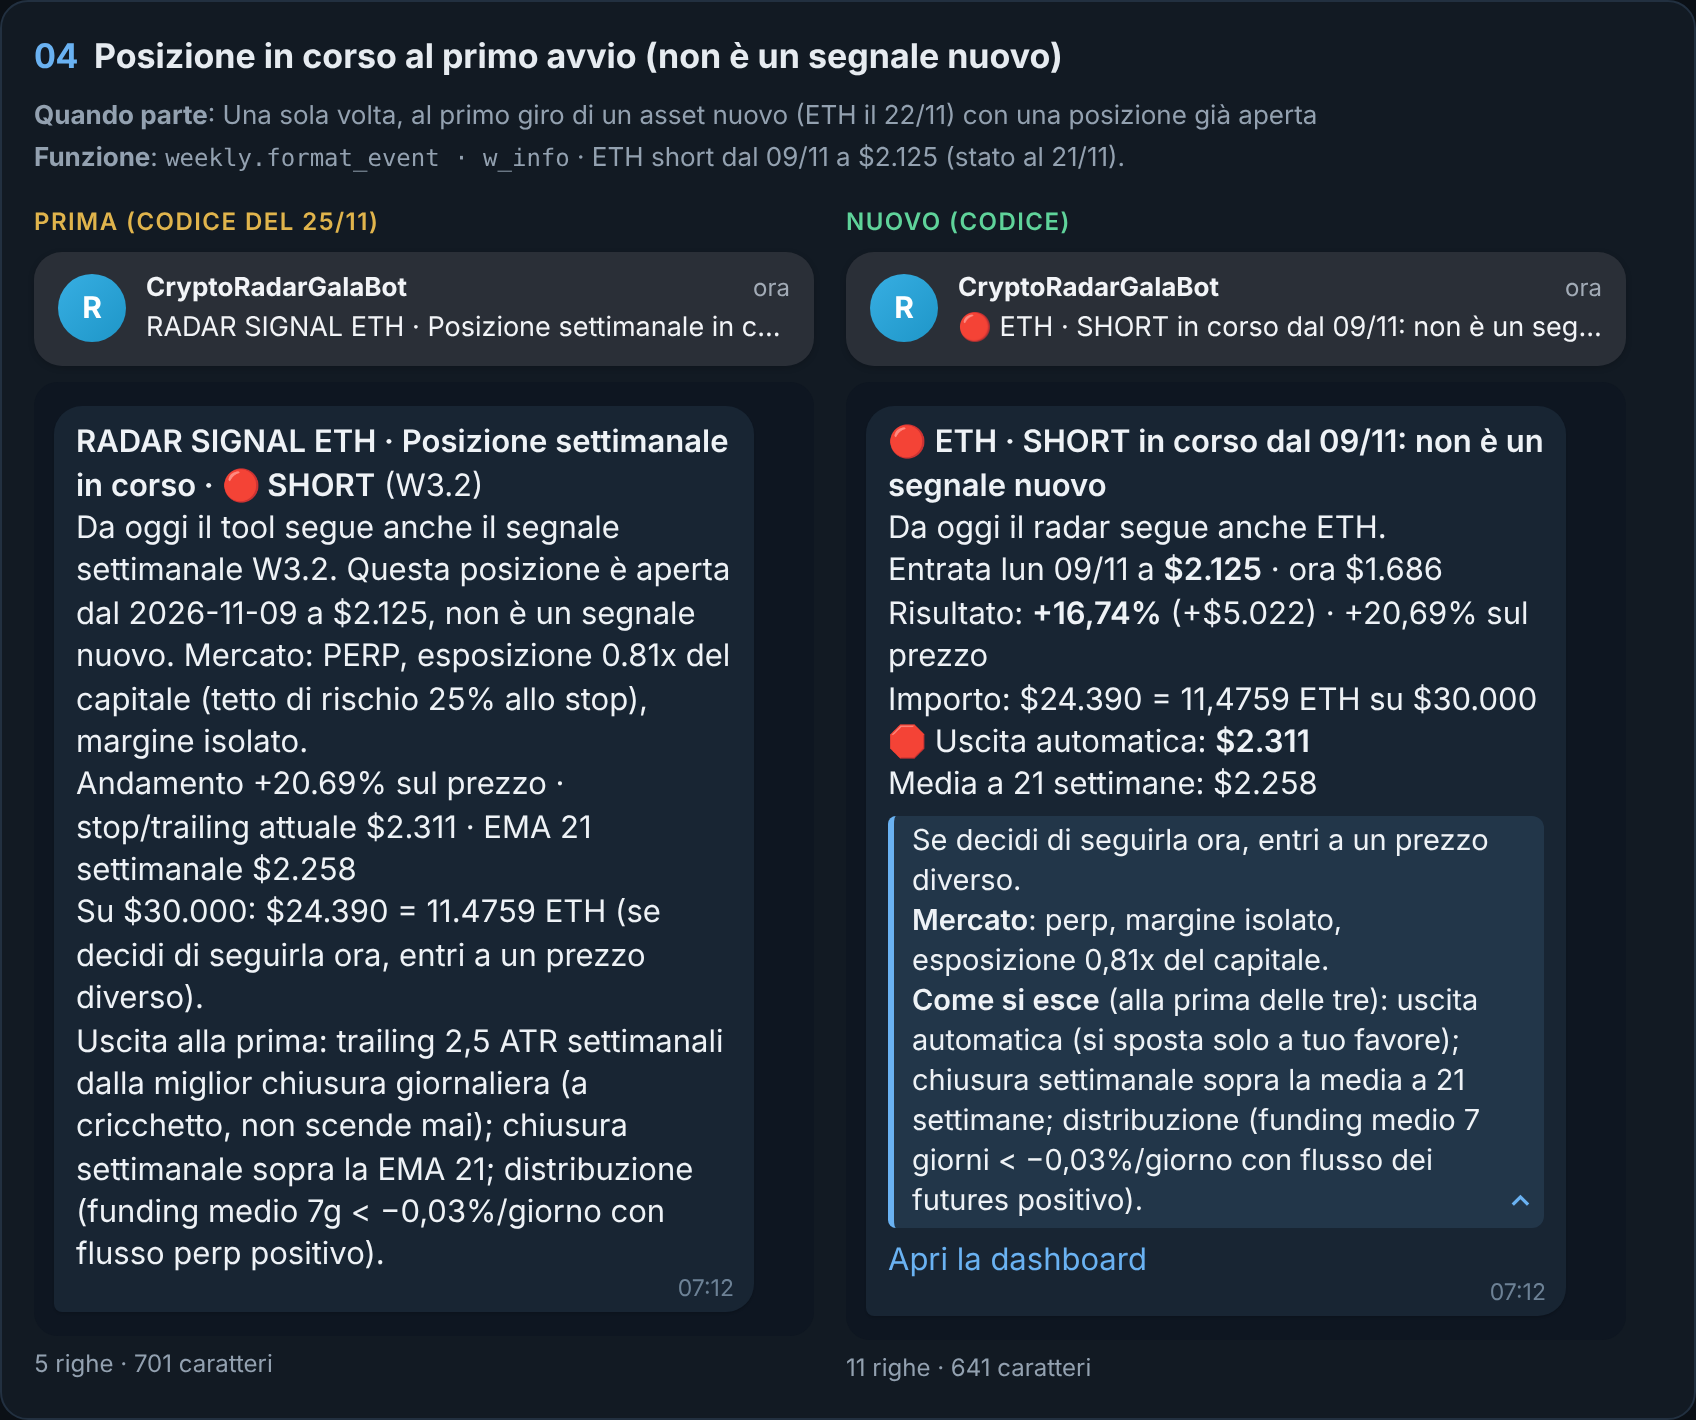 04 Posizione in corso al primo avvio (non è un segnale nuovo)
Quando parte: Una sola volta, al primo giro di un asset nuovo (ETH il 22/11) con una posizione già aperta
Funzione: weekly.format_event · w_info · ETH short dal 09/11 a $2.125 (stato al 21/11).
PRIMA (CODICE DEL 25/11)
R
CryptoRadarGalaBot
ora
RADAR SIGNAL ETH · Posizione settimanale in c...
RADAR SIGNAL ETH · Posizione settimanale
in corso · 🔴 SHORT (W3.2)
Da oggi il tool segue anche il segnale
settimanale W3.2. Questa posizione è aperta
dal 2026-11-09 a $2.125, non è un segnale
nuovo. Mercato: PERP, esposizione 0.81x del
capitale (tetto di rischio 25% allo stop),
margine isolato.
Andamento +20.69% sul prezzo ·
stop/trailing attuale $2.311 · EMA 21
settimanale $2.258
Su $30.000: $24.390 = 11.4759 ETH (se
decidi di seguirla ora, entri a un prezzo
diverso).
Uscita alla prima: trailing 2,5 ATR settimanali
dalla miglior chiusura giornaliera (a
cricchetto, non scende mai); chiusura
settimanale sopra la EMA 21; distribuzione
(funding medio 7g < −0,03%/giorno con
flusso perp positivo).
07:12
5 righe · 701 caratteri
NUOVO (CODICE)
R
CryptoRadarGalaBot
ora
🔴 ETH · SHORT in corso dal 09/11: non è un seg...
🔴 ETH · SHORT in corso dal 09/11: non è un
segnale nuovo
Da oggi il radar segue anche ETH.
Entrata lun 09/11 a $2.125 · ora $1.686
Risultato: +16,74% (+$5.022) · +20,69% sul
prezzo
Importo: $24.390 = 11,4759 ETH su $30.000
🛑 Uscita automatica: $2.311
Media a 21 settimane: $2.258
Se decidi di seguirla ora, entri a un prezzo
diverso.
Mercato: perp, margine isolato,
esposizione 0,81x del capitale.
Come si esce (alla prima delle tre): uscita
automatica (si sposta solo a tuo favore);
chiusura settimanale sopra la media a 21
settimane; distribuzione (funding medio 7
giorni < −0,03%/giorno con flusso dei
futures positivo).
Apri la dashboard
07:12
11 righe · 641 caratteri